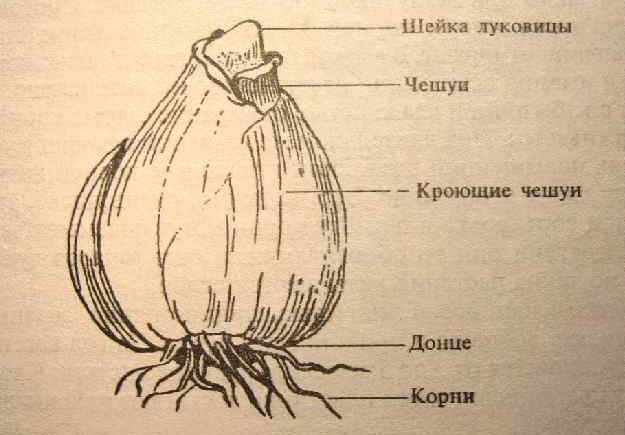 Шейка луковицы
Чешуи
Кроющие чешуи
Донце
Корни